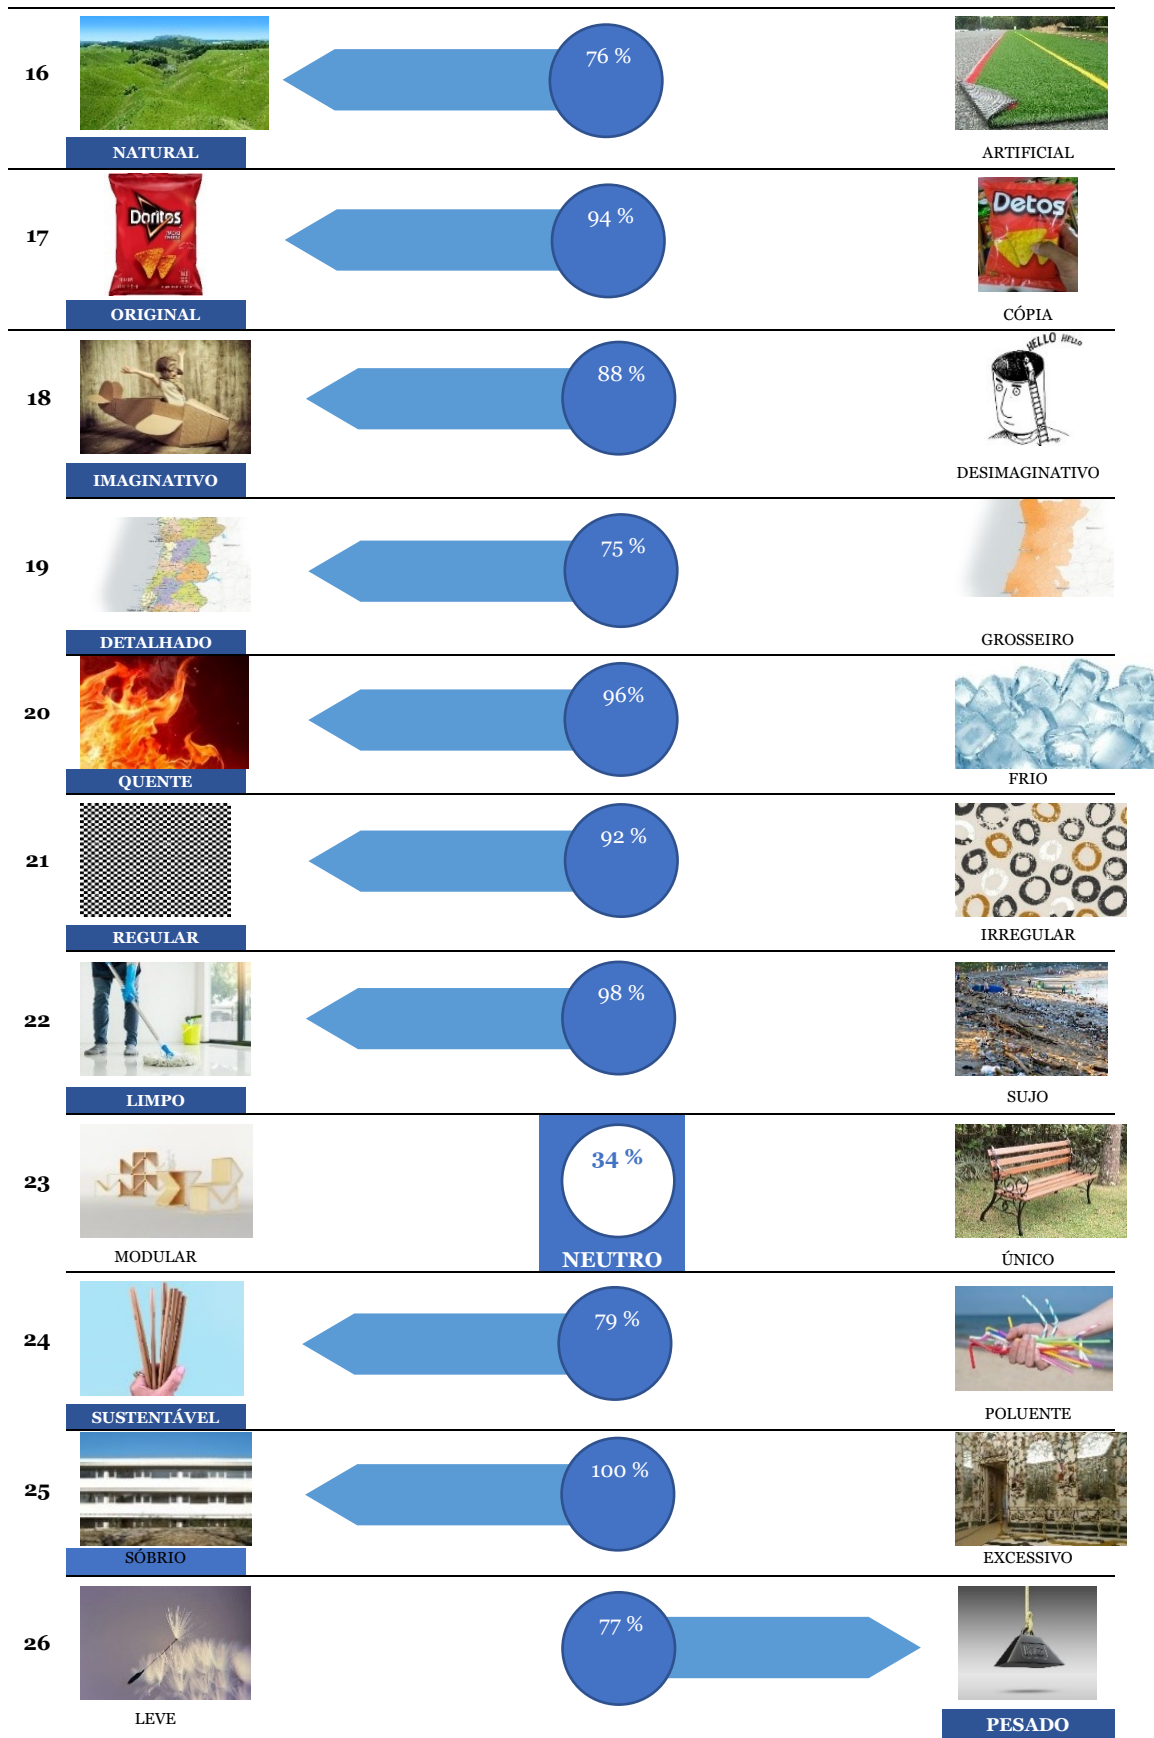 16
76 %
NATURAL
ARTIFICIAL
17
Doritos
94 %
Detos
ORIGINAL
CÓPIA
18
88 %
HELLO HELLO
IMAGINATIVO
DESIMAGINATIVO
19
75 %
DETALHADO
GROSSEIRO
20
96%
QUENTE
FRIO
21
92 %
REGULAR
IRREGULAR
22
98 %
LIMPO
SUJO
23
34 %
MODULAR
NEUTRO
ÚNICO
24
79 %
SUSTENTÁVEL
POLUENTE
25
100 %
SÓBRIO
EXCESSIVO
26
77 %
LEVE
PESADO